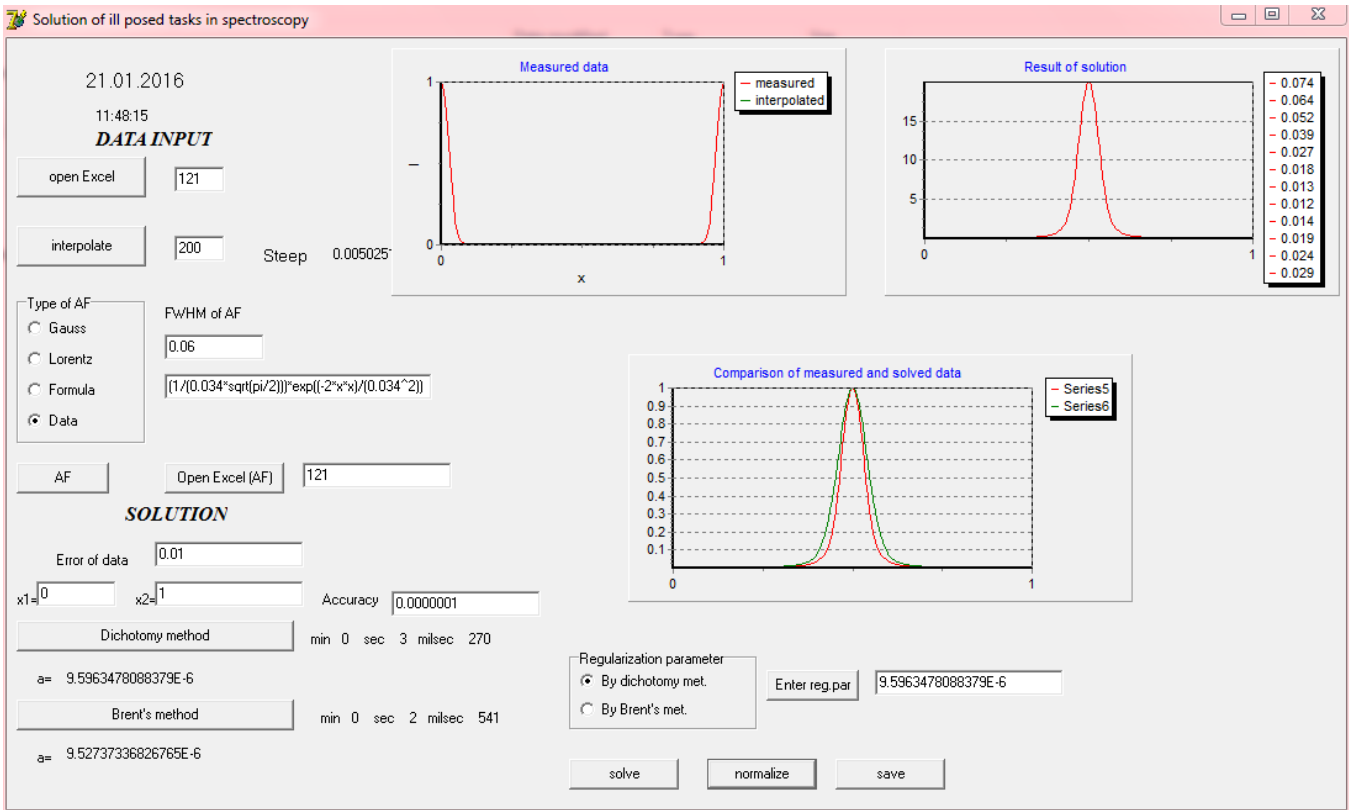 Solution of ill posed tasks in spectroscopy
21.01.2016
11:48:15
DATA INPUT
open Excel 121
interpolate 200 Steep 0.005025
Type of AF
Gauss
Lorentz
Formula
Data
FWHM of AF
0.06
(1/(0.034*sqrt(pi/2)))*exp((-2*x*x)/(0.034^2))
AF Open Excel (AF) 121
SOLUTION
Error of data 0.01
x1= 0 x2= 1 Accuracy 0.0000001
Dichotomy method min 0 sec 3 milsec 270
a= 9.5963478088379E-6
Brent's method min 0 sec 2 milsec 541
a= 9.52737336826765E-6
Measured data
1
I
0
0 1
x
measured
interpolated
Result of solution
15
10
5
0 1
0.074
0.064
0.052
0.039
0.027
0.018
0.013
0.012
0.014
0.019
0.024
0.029
Comparison of measured and solved data
1
0.9
0.8
0.7
0.6
0.5
0.4
0.3
0.2
0.1
0 1
Series5
Series6
Regularization parameter
By dichotomy met.
By Brent's met.
Enter reg.par 9.5963478088379E-6
solve normalize save